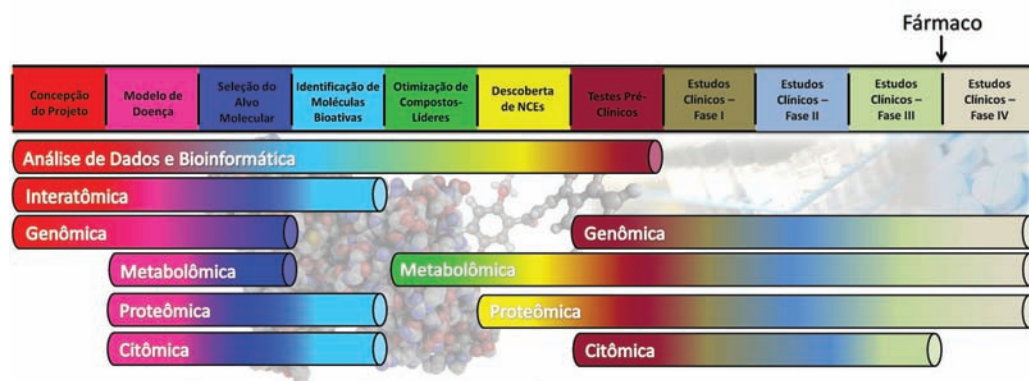 Fármaco
Concepção
do Projeto
Modelo de
Doença
Seleção do
Alvo
Molecular
Identificação de
Moléculas
Bioativas
Otimização de
Compostos-
Líderes
Descoberta
de NCEs
Testes Pré-
Clínicos
Estudos
Clínicos –
Fase I
Estudos
Clínicos –
Fase II
Estudos
Clínicos –
Fase III
Estudos
Clínicos –
Fase IV
Análise de Dados e Bioinformática
Interatômica
Genômica
Genômica
Metabolômica
Metabolômica
Proteômica
Proteômica
Citômica
Citômica